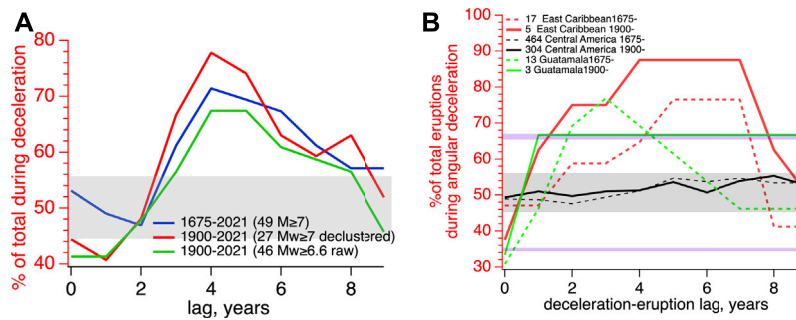 A
% of total during deceleration
80
70
60
50
40
1675-2021 (49 M≥7)
1900-2021 (27 Mw≥7 declustered)
1900-2021 (46 Mw≥6.6 raw)
0 2 4 6 8
lag, years
B
%of total eruptions
during angular deceleration
100
90
80
70
60
50
40
30
17 East Caribbean1675-
5 East Caribbean 1900-
464 Central America 1675-
304 Central America 1900-
13 Guatamala1675-
3 Guatamala1900-
0 2 4 6 8
deceleration-eruption lag, years